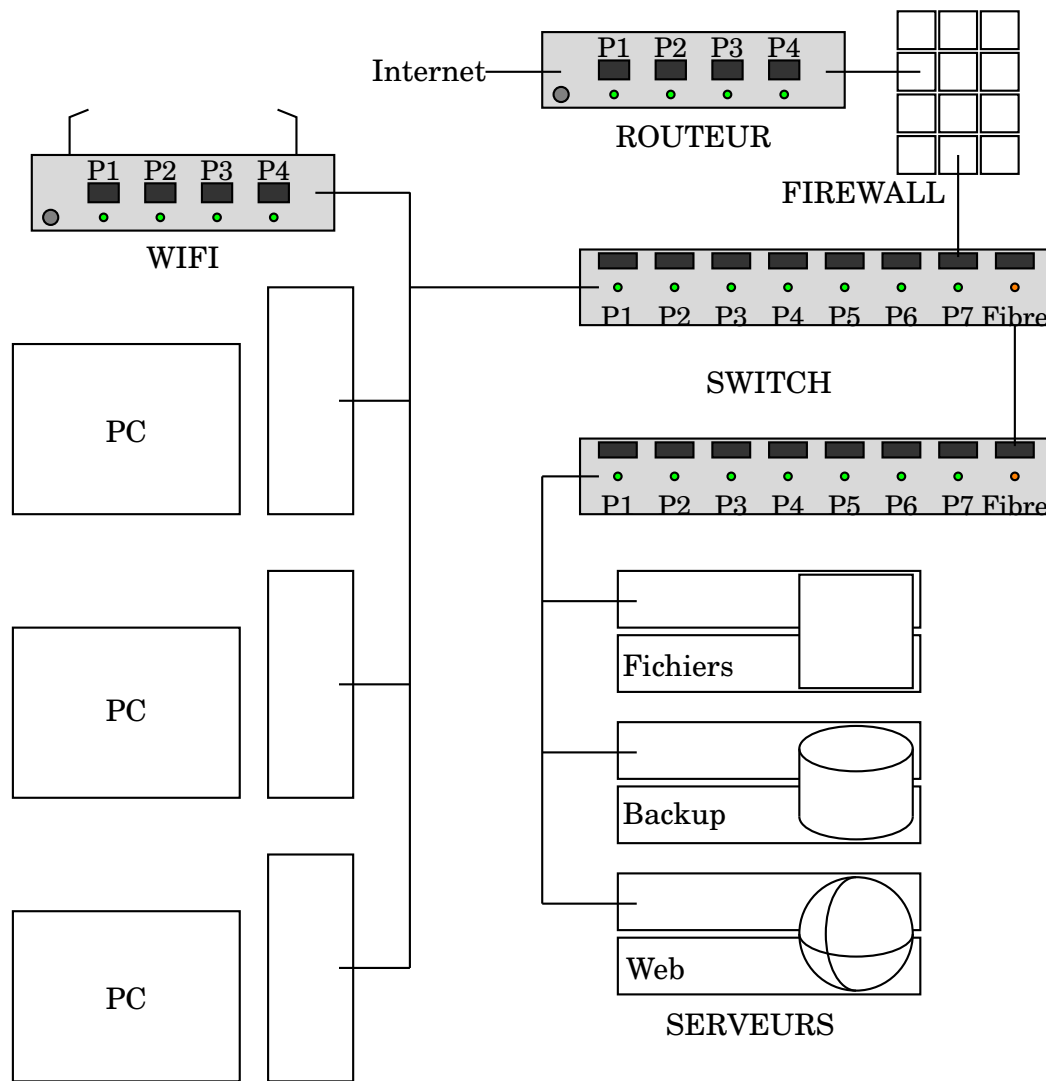 P1 P2 P3 P4
Internet
ROUTEUR
P1 P2 P3 P4
FIREWALL
WIFI
P1 P2 P3 P4 P5 P6 P7 Fibre
SWITCH
PC
P1 P2 P3 P4 P5 P6 P7 Fibre
Fichiers
PC
Backup
Web
PC
SERVEURS